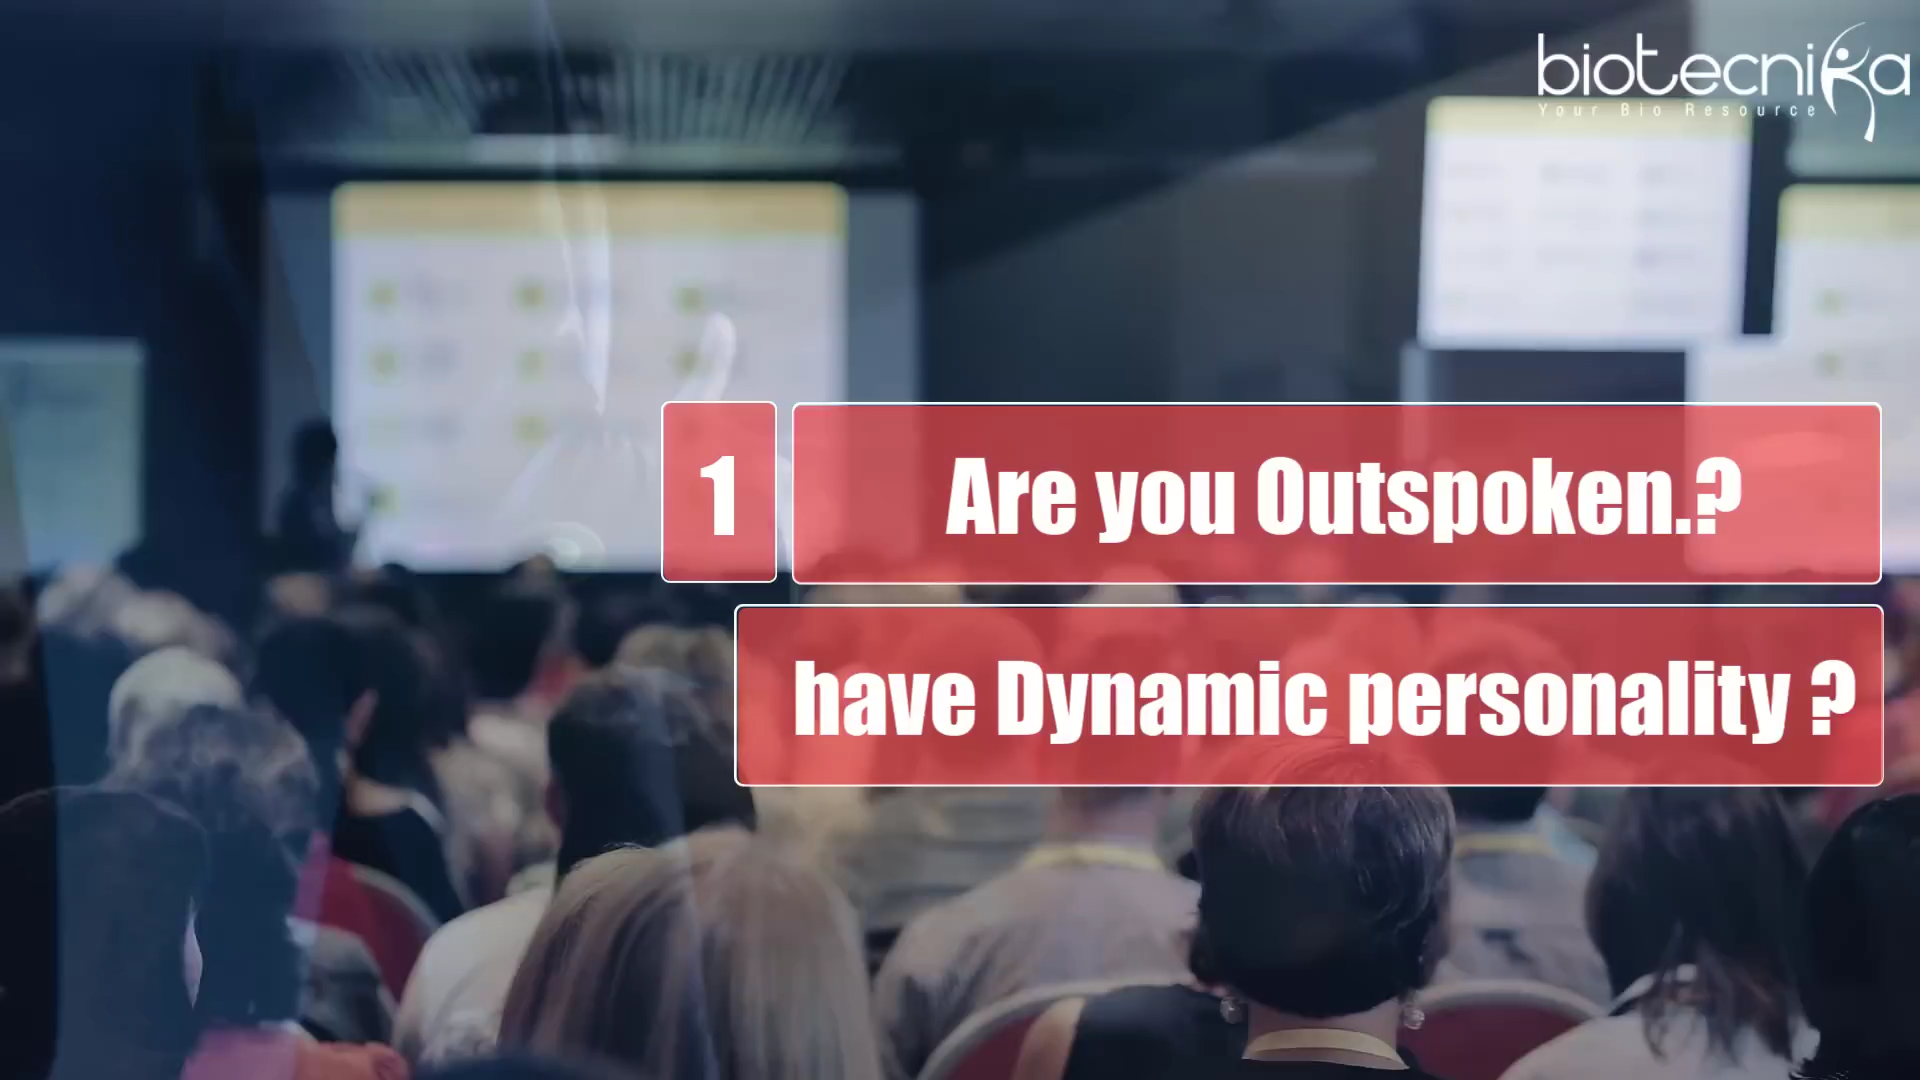 biotecnika
Your Bio Resource
1
Are you Outspoken.?
have Dynamic personality ?